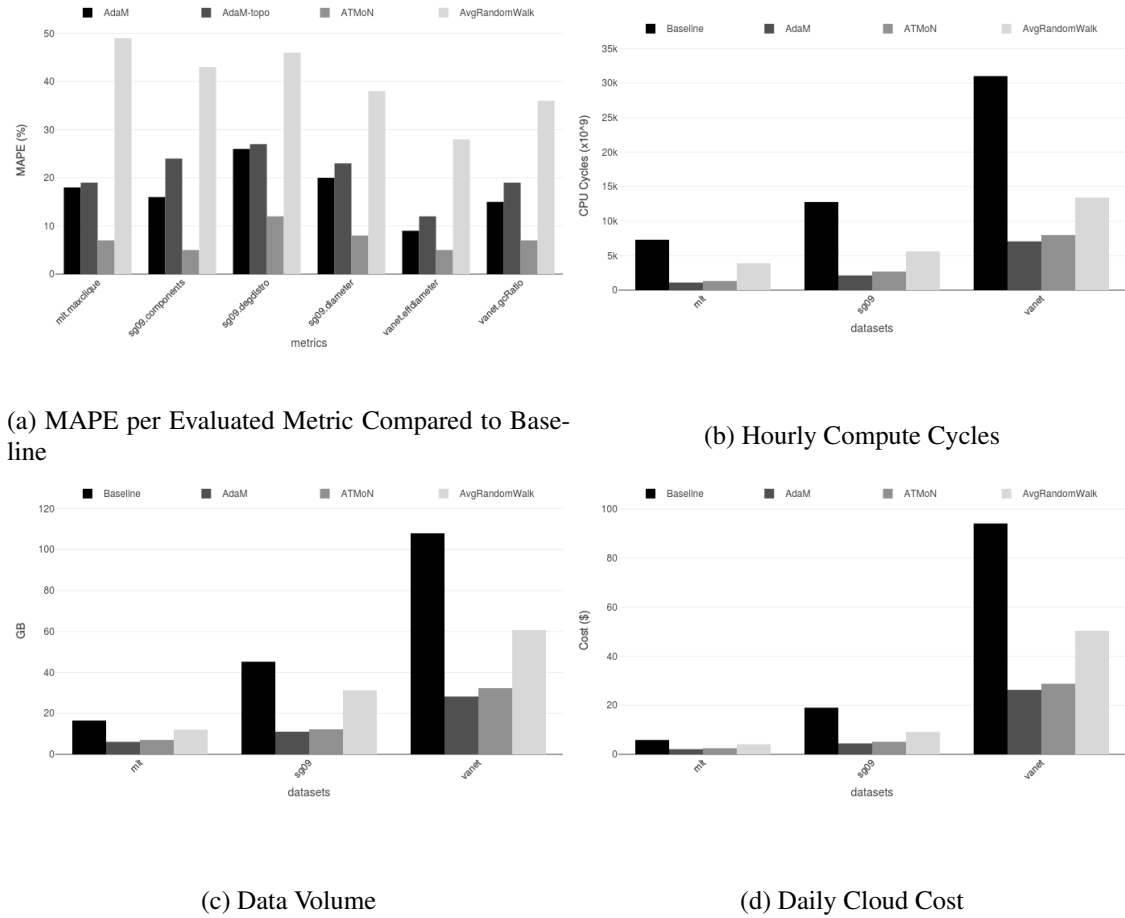 AdaM AdaM-topo ATMoN AvgRandomWalk
50
40
30
20
10
0
MAPE (%)
mit.maxclique
sg09.components
sg09.degdistro
sg09.diameter
vanet.effdiameter
vanet.gcRatio
metrics
(a) MAPE per Evaluated Metric Compared to Base-
line
Baseline AdaM ATMoN AvgRandomWalk
35k
30k
25k
20k
15k
10k
5k
0
CPU Cycles (x10^9)
mit sg09 vanet
datasets
(b) Hourly Compute Cycles
Baseline AdaM ATMoN AvgRandomWalk
120
100
80
60
40
20
0
GB
mit sg09 vanet
datasets
(c) Data Volume
Baseline AdaM ATMoN AvgRandomWalk
100
80
60
40
20
0
Cost ($)
mit sg09 vanet
datasets
(d) Daily Cloud Cost